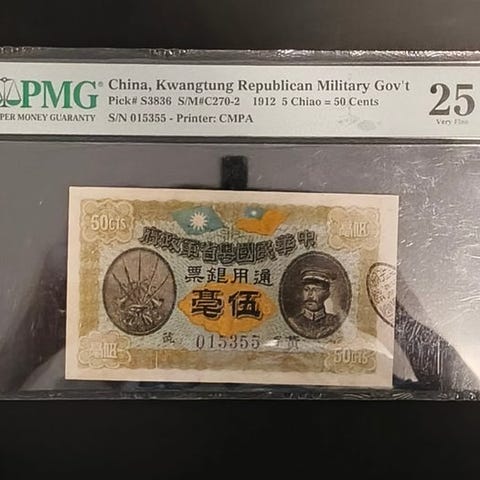 PMG
PAPER MONEY GUARANTY
China, Kwangtung Republican Military Gov't
Pick# S3836 S/M#C270-2 1912 5 Chiao = 50 Cents
S/N 015355 - Printer: CMPA
25
Very Fine
50CTS
中華民國粵省軍政府
通用銀票
伍毫
015355
50CTS